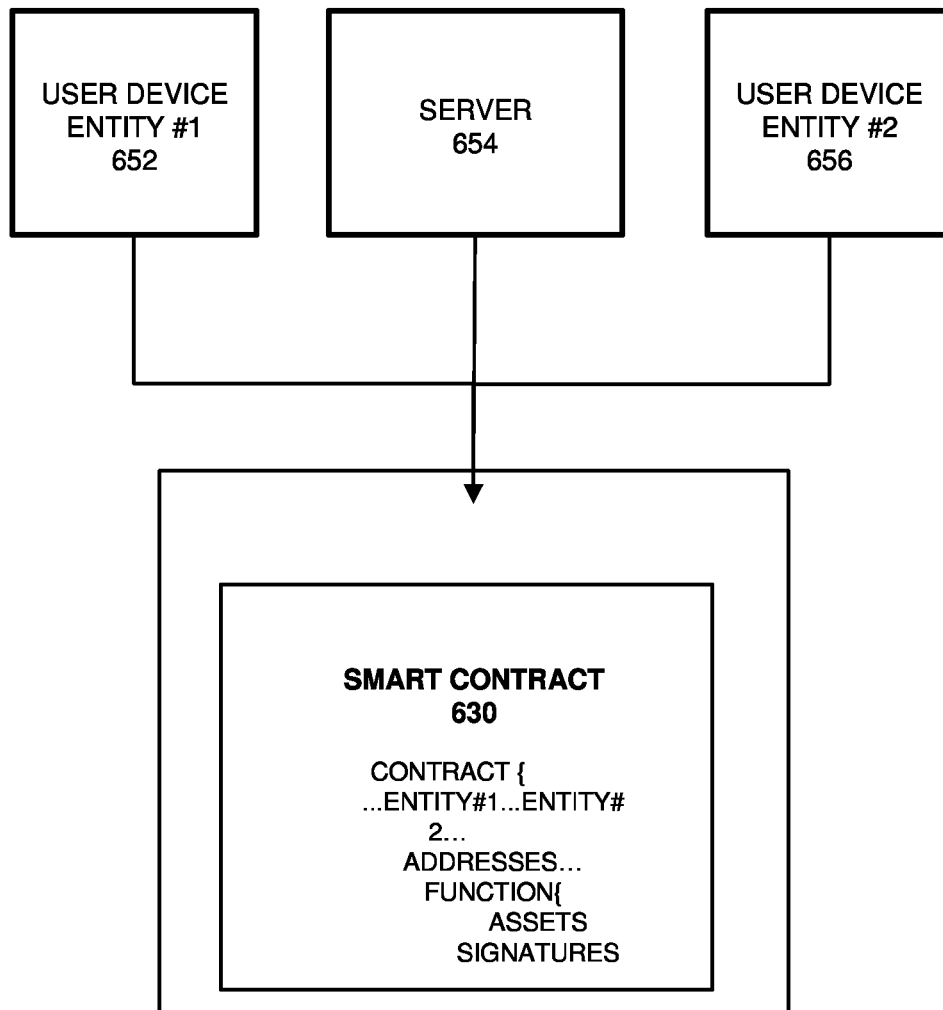 USER DEVICE
ENTITY #1
652
SERVER
654
USER DEVICE
ENTITY #2
656
SMART CONTRACT
630
CONTRACT {
...ENTITY#1...ENTITY#
2...
ADDRESSES...
FUNCTION{
ASSETS
SIGNATURES